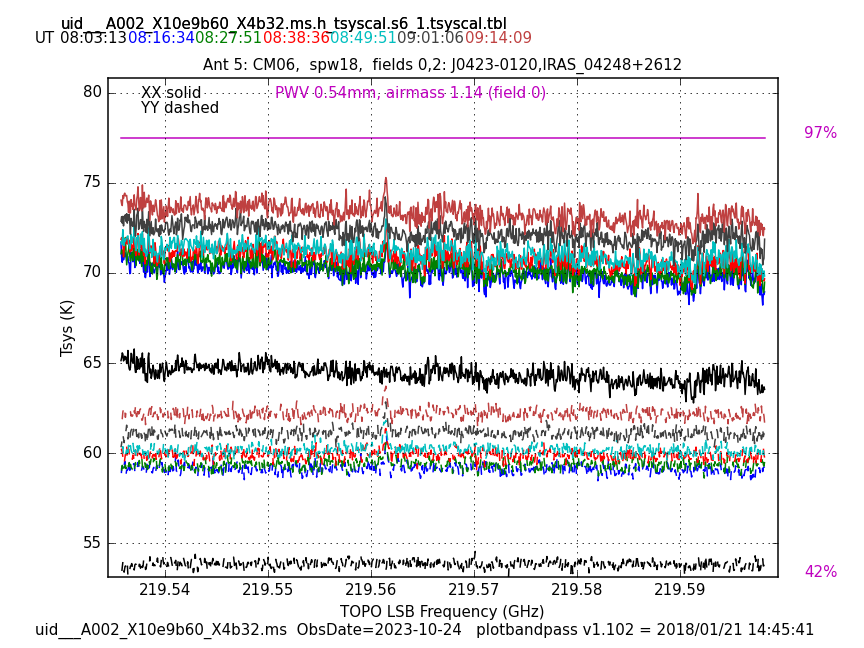 uid___A002_X10e9b60_X4b32.ms.h_tsyscal.s6_1.tsyscal.tbl
UT 08:03:13 08:16:34 08:27:51 08:38:36 08:49:51 09:01:06 09:14:09
Ant 5: CM06,  spw18,  fields 0,2: J0423-0120,IRAS_04248+2612
XX solid
YY dashed
PWV 0.54mm, airmass 1.14 (field 0)
97%
42%
80
75
70
65
60
55
Tsys (K)
219.54 219.55 219.56 219.57 219.58 219.59
TOPO LSB Frequency (GHz)
uid___A002_X10e9b60_X4b32.ms  ObsDate=2023-10-24   plotbandpass v1.102 = 2018/01/21 14:45:41